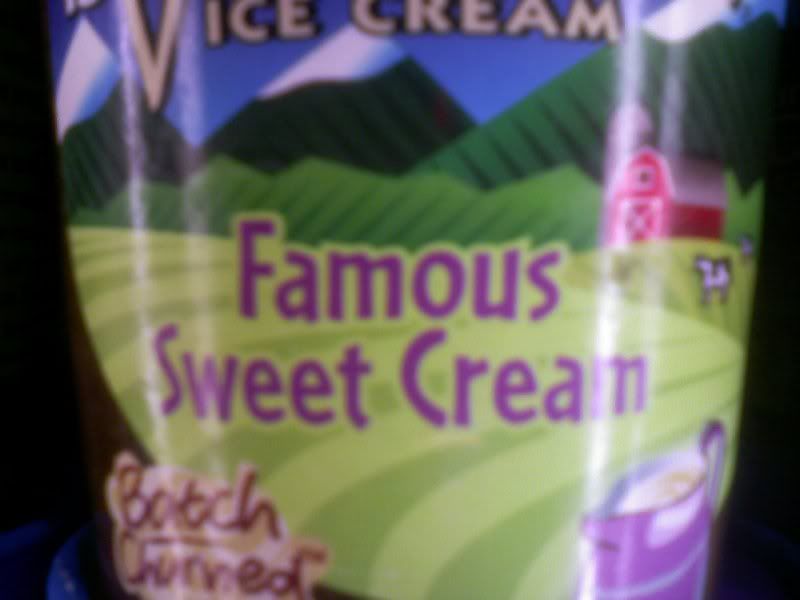 ICE CREAM
Famous
Sweet Cream
Batch
Churned